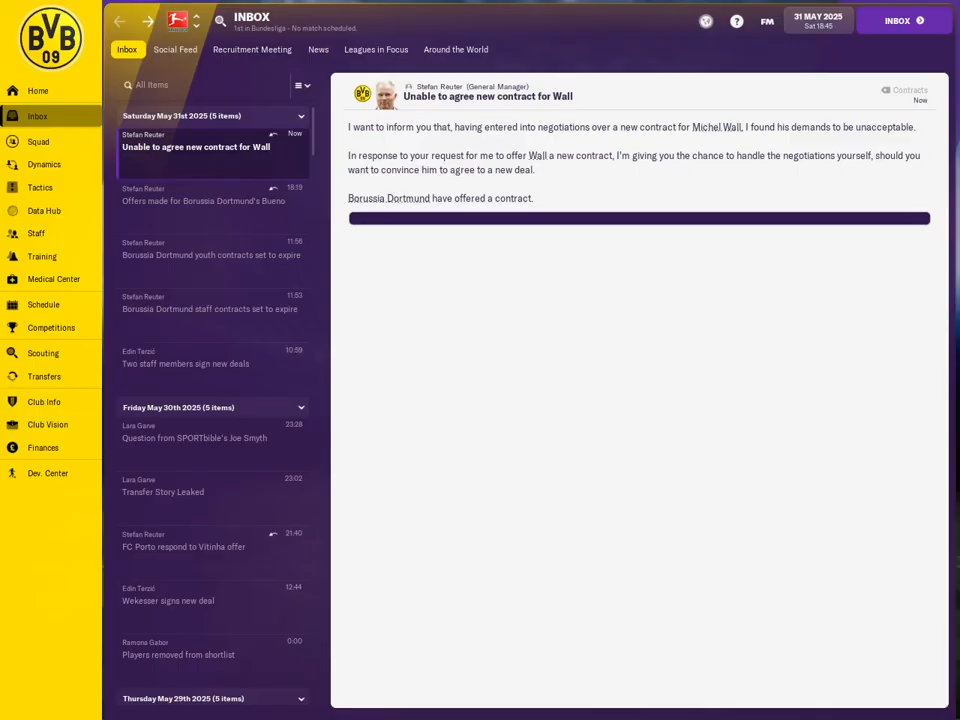 BVB
09
INBOX
1st in Bundesliga - No match scheduled.
?
FM
31 MAY 2025
Sat 18:45
INBOX
Inbox
Social Feed
Recruitment Meeting
News
Leagues in Focus
Around the World
Home
Inbox
Squad
Dynamics
Tactics
Data Hub
Staff
Training
Medical Center
Schedule
Competitions
Scouting
Transfers
Club Info
Club Vision
Finances
Dev. Center
All Items
Saturday May 31st 2025 (5 items)
Stefan Reuter
Now
Unable to agree new contract for Wall
Stefan Reuter
18:19
Offers made for Borussia Dortmund's Bueno
Stefan Reuter
11:56
Borussia Dortmund youth contracts set to expire
Stefan Reuter
11:53
Borussia Dortmund staff contracts set to expire
Edin Terzić
10:59
Two staff members sign new deals
Friday May 30th 2025 (5 items)
Lara Garve
23:28
Question from SPORTbible's Joe Smyth
Lara Garve
23:02
Transfer Story Leaked
Stefan Reuter
21:40
FC Porto respond to Vitinha offer
Edin Terzić
12:44
Wekesser signs new deal
Ramona Gabor
0:00
Players removed from shortlist
Thursday May 29th 2025 (5 items)
Stefan Reuter (General Manager)
Unable to agree new contract for Wall
Contracts
Now
I want to inform you that, having entered into negotiations over a new contract for Michel Wall, I found his demands to be unacceptable.
In response to your request for me to offer Wall a new contract, I'm giving you the chance to handle the negotiations yourself, should you
want to convince him to agree to a new deal.
Borussia Dortmund have offered a contract.